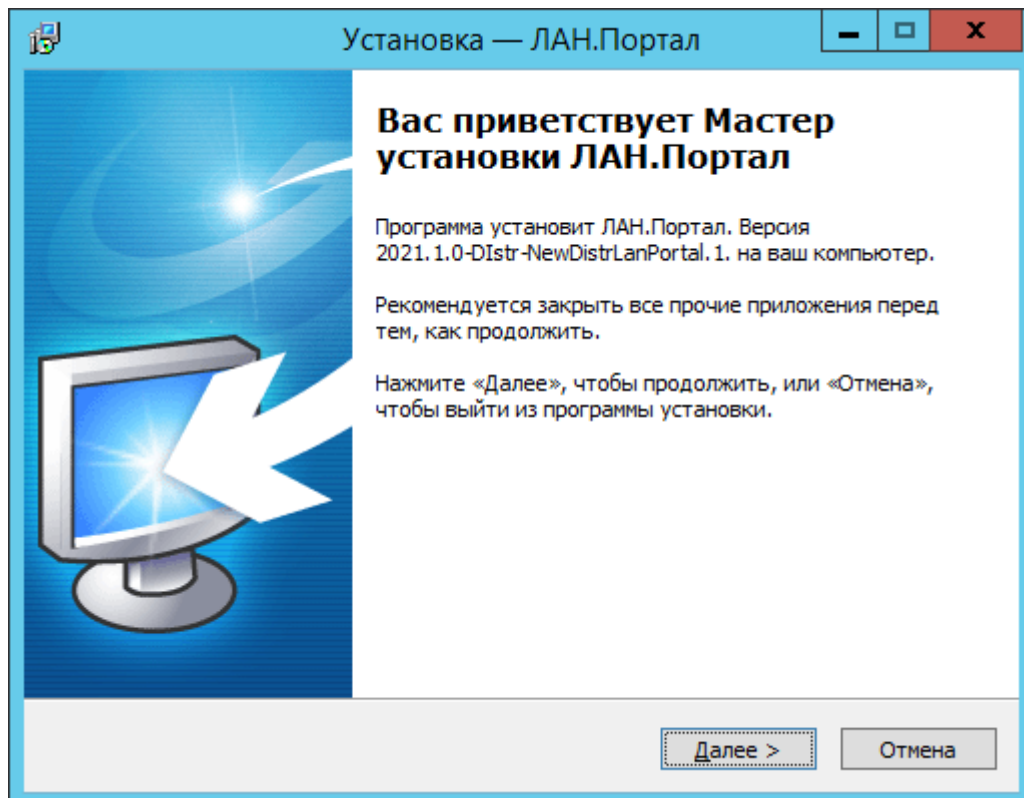 Установка — ЛАН.Портал
Вас приветствует Мастер
установки ЛАН.Портал
Программа установит ЛАН.Портал. Версия
2021.1.0-DIstr-NewDistrLanPortal.1. на ваш компьютер.
Рекомендуется закрыть все прочие приложения перед
тем, как продолжить.
Нажмите «Далее», чтобы продолжить, или «Отмена»,
чтобы выйти из программы установки.
Далее >
Отмена